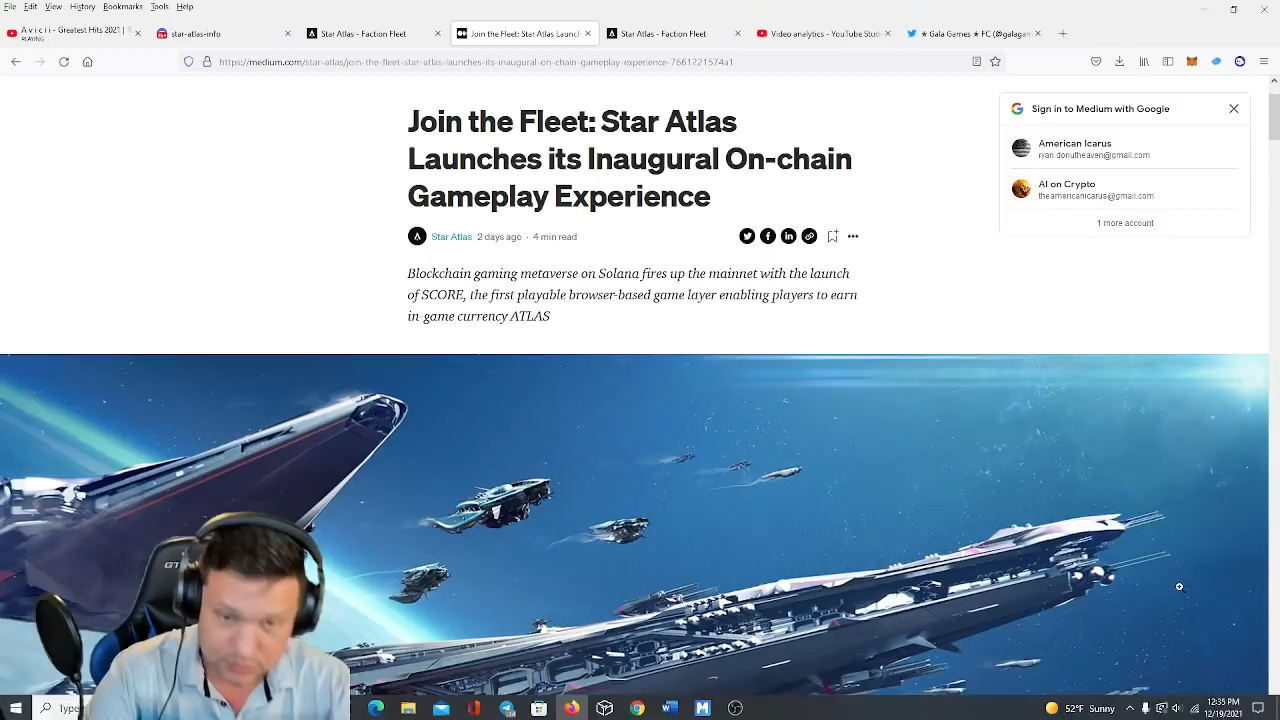 File Edit View History Bookmarks Tools Help
A v i c i i - Greatest Hits 2021 | T
PLAYING
star-atlas-info
Star Atlas - Faction Fleet
Join the Fleet: Star Atlas Launch
Star Atlas - Faction Fleet
Video analytics - YouTube Stud
★ Gala Games ★ FC (@galagam
https://medium.com/star-atlas/join-the-fleet-star-atlas-launches-its-inaugural-on-chain-gameplay-experience-7661221574a1
Join the Fleet: Star Atlas
Launches its Inaugural On-chain
Gameplay Experience
Star Atlas 2 days ago · 4 min read
Blockchain gaming metaverse on Solana fires up the mainnet with the launch
of SCORE, the first playable browser-based game layer enabling players to earn
in-game currency ATLAS
Sign in to Medium with Google
American Icarus
ryan.donutheaven@gmail.com
AI on Crypto
theamericanicarus@gmail.com
1 more account
GT
Type
52°F Sunny
12:35 PM
12/19/2021